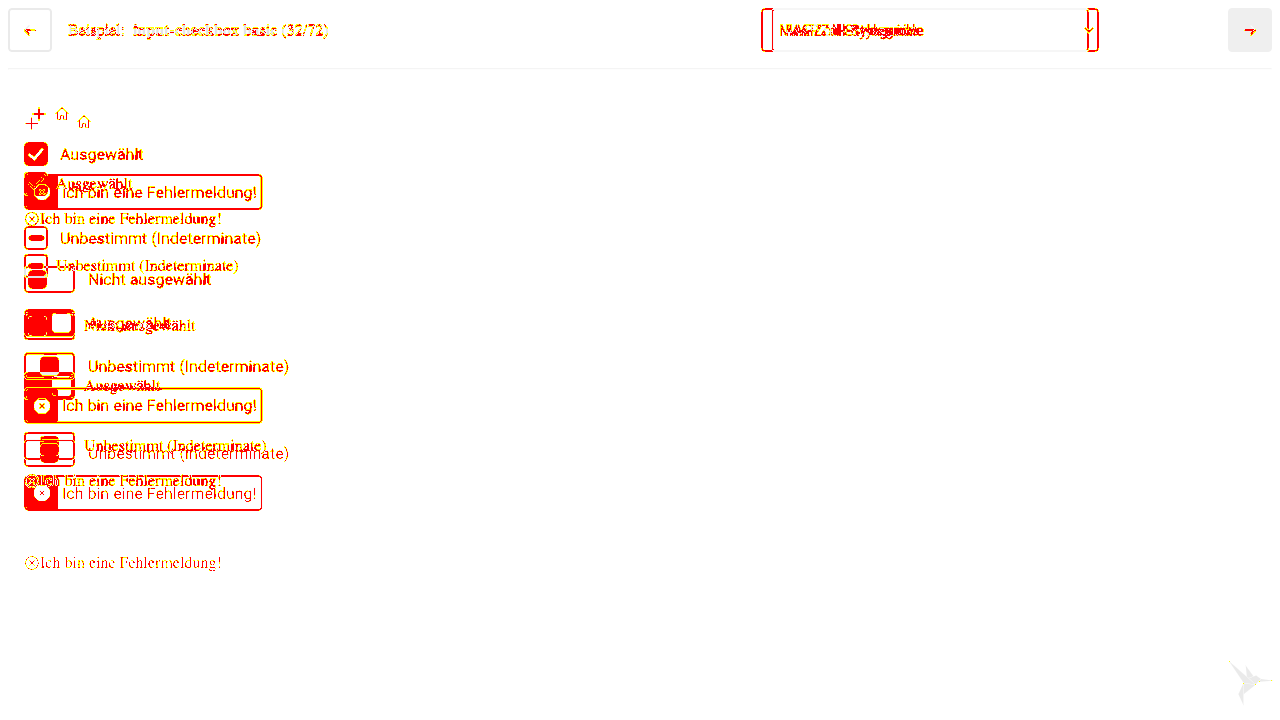 Beispiel: input-checkbox basic (32/72)
Ausgewählt
Ausgewählt
Ich bin eine Fehlermeldung!
Ich bin eine Fehlermeldung!
Unbestimmt (Indeterminate)
Unbestimmt (Indeterminate)
Nicht ausgewählt
Ausgewählt
Unbestimmt (Indeterminate)
Ausgewählt
Ich bin eine Fehlermeldung!
Unbestimmt (Indeterminate)
Unbestimmt (Indeterminate)
Ich bin eine Fehlermeldung!
Ich bin eine Fehlermeldung!
Ich bin eine Fehlermeldung!